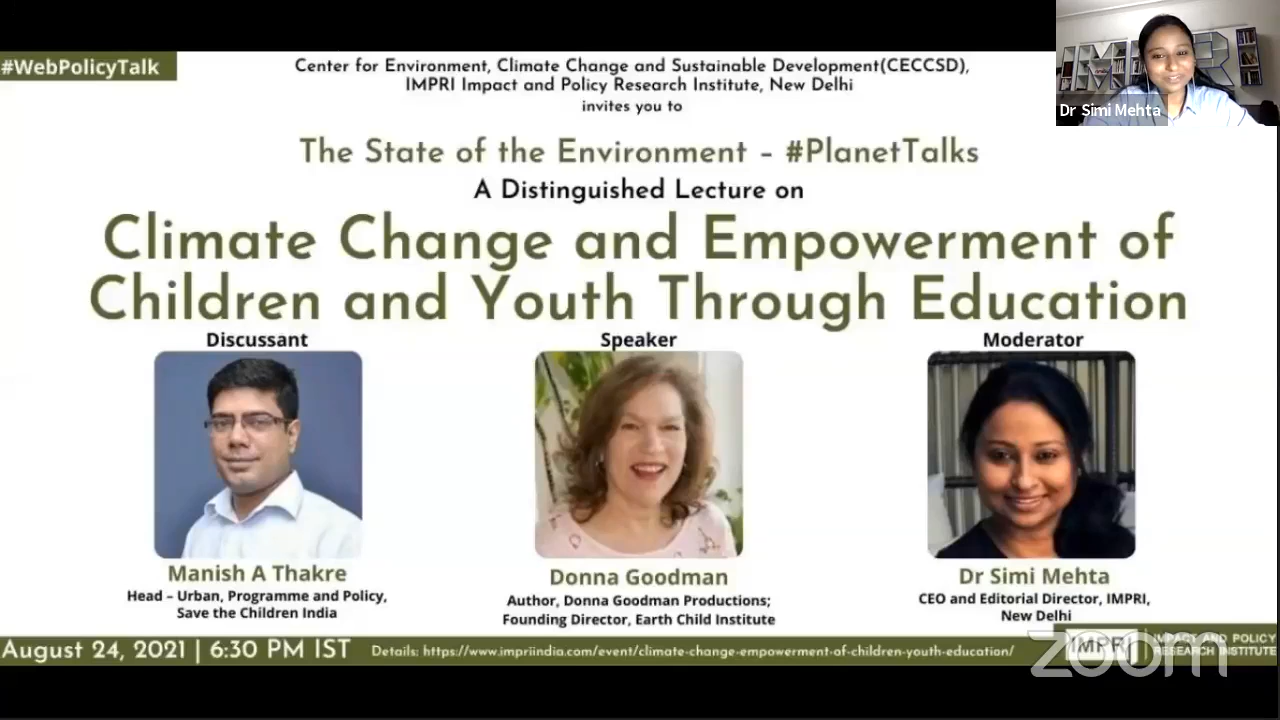 #WebPolicyTalk
Center for Environment, Climate Change and Sustainable Development(CECCSD),
IMPRI Impact and Policy Research Institute, New Delhi
invites you to
The State of the Environment – #PlanetTalks
A Distinguished Lecture on
Climate Change and Empowerment of
Children and Youth Through Education
Discussant
Manish A Thakre
Head – Urban, Programme and Policy,
Save the Children India
Speaker
Donna Goodman
Author, Donna Goodman Productions;
Founding Director, Earth Child Institute
Moderator
Dr Simi Mehta
CEO and Editorial Director, IMPRI,
New Delhi
August 24, 2021 | 6:30 PM IST
Details: https://www.impriindia.com/event/climate-change-empowerment-of-children-youth-education/
IMPRI
IMPACT AND POLICY
RESEARCH INSTITUTE
zoom
IMPRI
Dr Simi Mehta